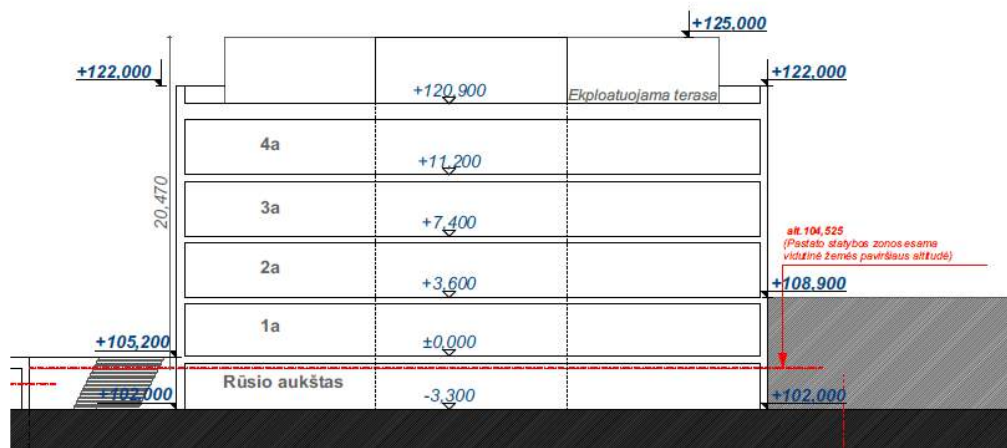 +125,000
+122,000
+122,000
+120,900
Ekploatuojama terasa
4a
+11,200
3a
20,470
+7,400
alt.104,525
(Pastato statybos zonos esama
vidutinė žemės paviršiaus altitudė)
2a
+3,600
+108,900
1a
+105,200
±0,000
Rūsio aukštas
+102,000
-3,300
+102,000